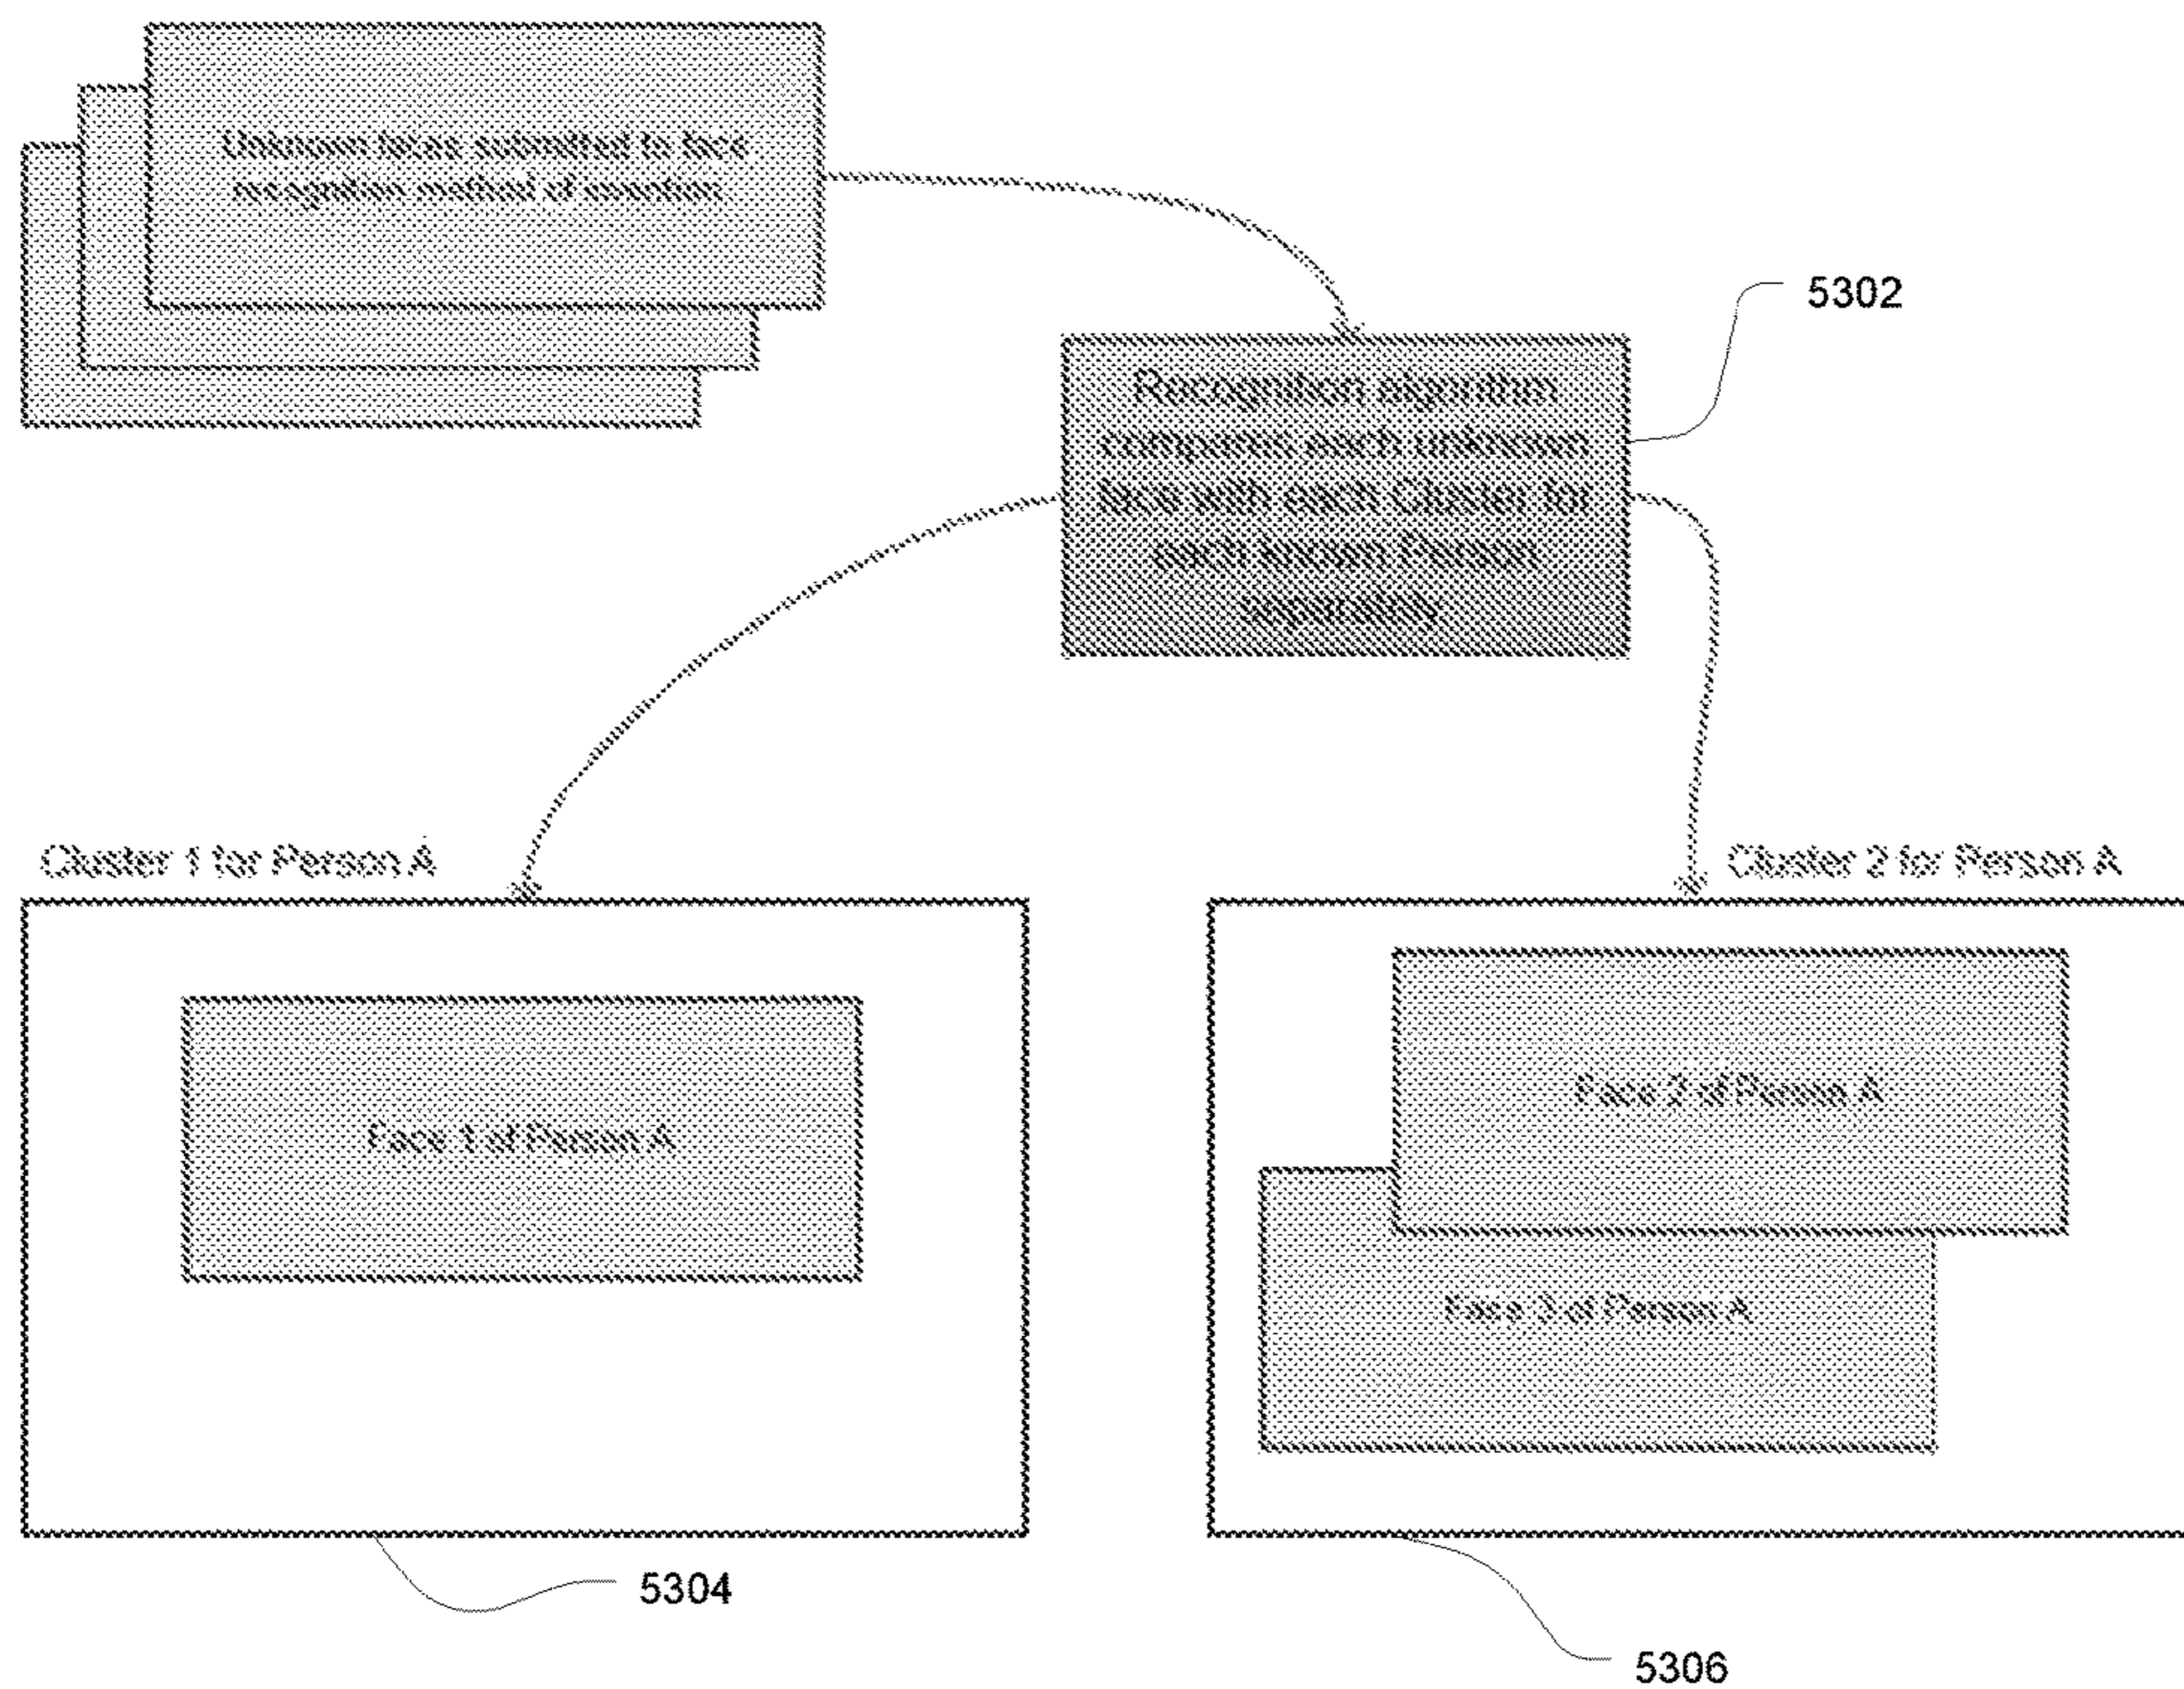 Unknown faces submitted to face
recognition method of invention
5302
Recognition algorithm
compares each unknown
face with each Cluster for
each known Person
separately
Cluster 1 for Person A
Cluster 2 for Person A
Face 2 of Person A
Face 1 of Person A
Face 3 of Person A
5304
5306